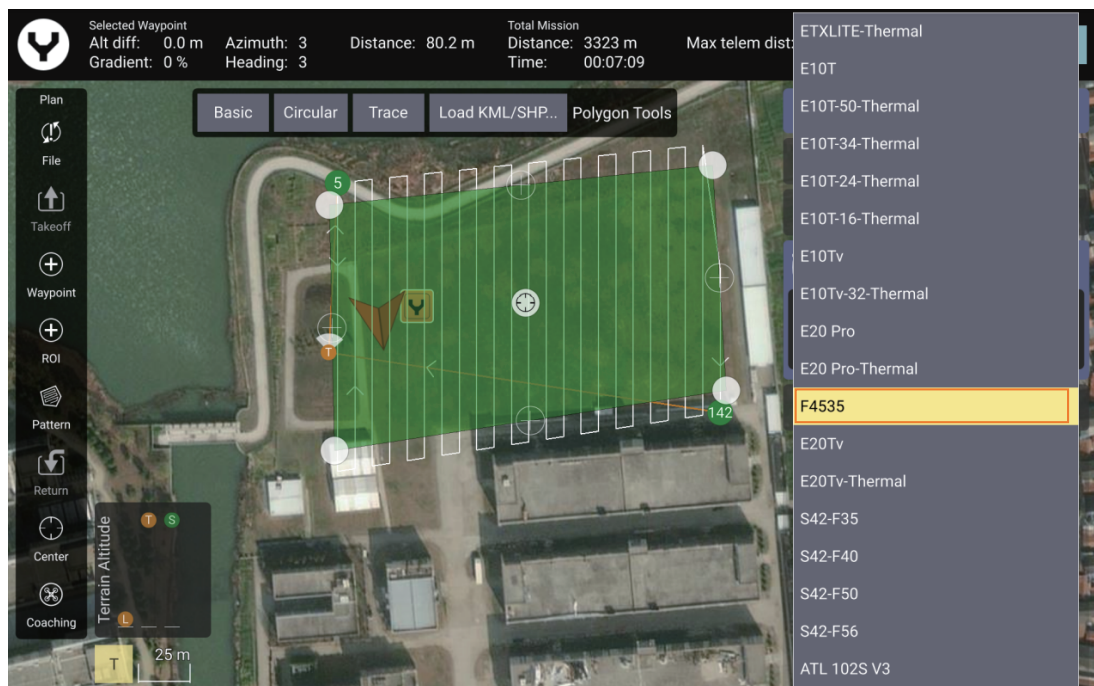 Selected Waypoint
Alt diff: 0.0 m Azimuth: 3 Distance: 80.2 m
Gradient: 0 % Heading: 3
Total Mission
Distance: 3323 m Max telem dist:
Time: 00:07:09
Plan
File
Takeoff
Waypoint
ROI
Pattern
Return
Center
Coaching
Basic Circular Trace Load KML/SHP... Polygon Tools
5
T
142
Terrain Altitude
T S
L
T
25 m
ETXLITE-Thermal
E10T
E10T-50-Thermal
E10T-34-Thermal
E10T-24-Thermal
E10T-16-Thermal
E10Tv
E10Tv-32-Thermal
E20 Pro
E20 Pro-Thermal
F4535
E20Tv
E20Tv-Thermal
S42-F35
S42-F40
S42-F50
S42-F56
ATL 102S V3